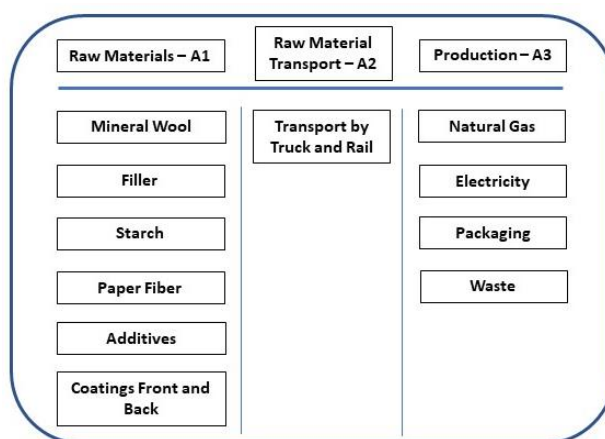 Raw Materials – A1
Raw Material
Transport – A2
Production – A3
Mineral Wool
Filler
Starch
Paper Fiber
Additives
Coatings Front and
Back
Transport by
Truck and Rail
Natural Gas
Electricity
Packaging
Waste